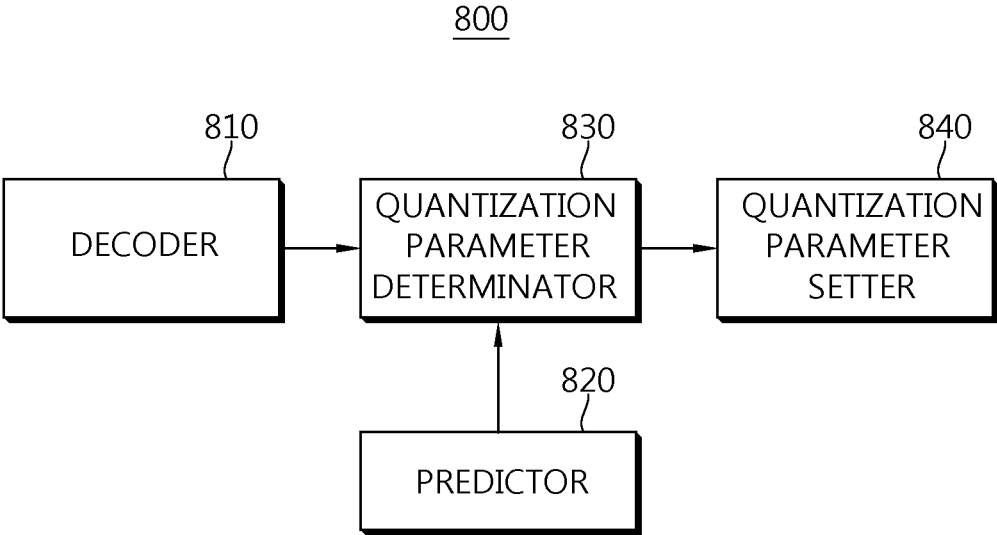 800
810
DECODER
830
QUANTIZATION
PARAMETER
DETERMINATOR
840
QUANTIZATION
PARAMETER
SETTER
820
PREDICTOR